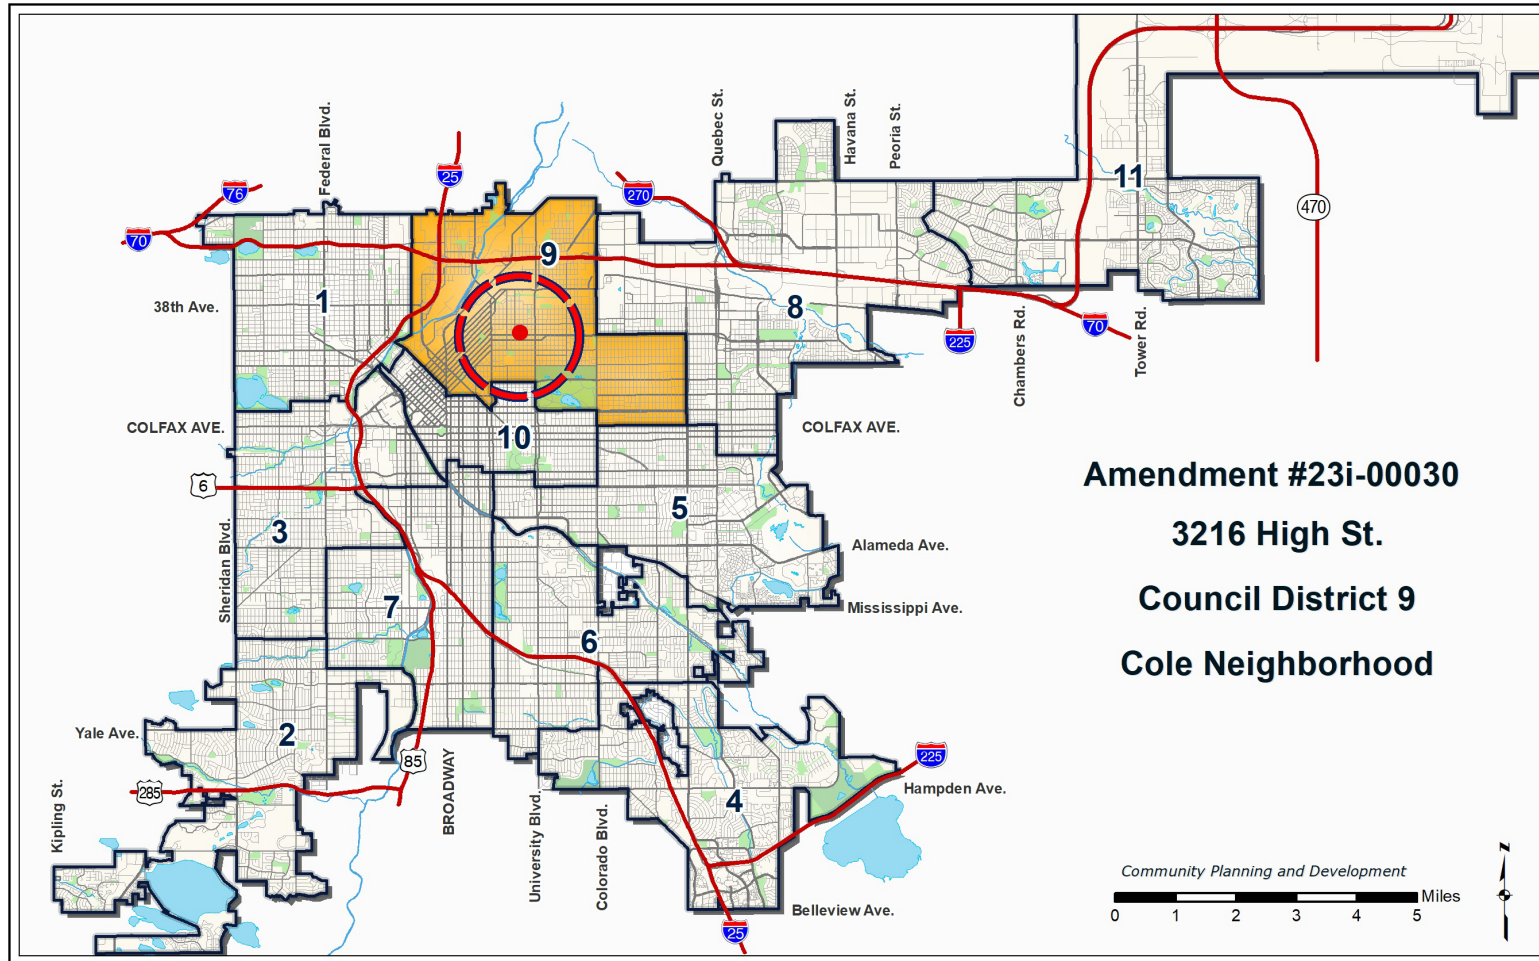 Federal Blvd.
Quebec St.
Havana St.
Peoria St.
25
76
270
11
470
70
9
1
38th Ave.
8
225
70
Chambers Rd.
Tower Rd.
COLFAX AVE.
10
COLFAX AVE.
6
Amendment #23i-00030
3216 High St.
Council District 9
Cole Neighborhood
3
5
Sheridan Blvd.
Alameda Ave.
7
Mississippi Ave.
6
Yale Ave.
2
85
BROADWAY
225
285
Kipling St.
Hampden Ave.
4
University Blvd.
Colorado Blvd.
Belleview Ave.
25
Community Planning and Development
Miles
0 1 2 3 4 5
z